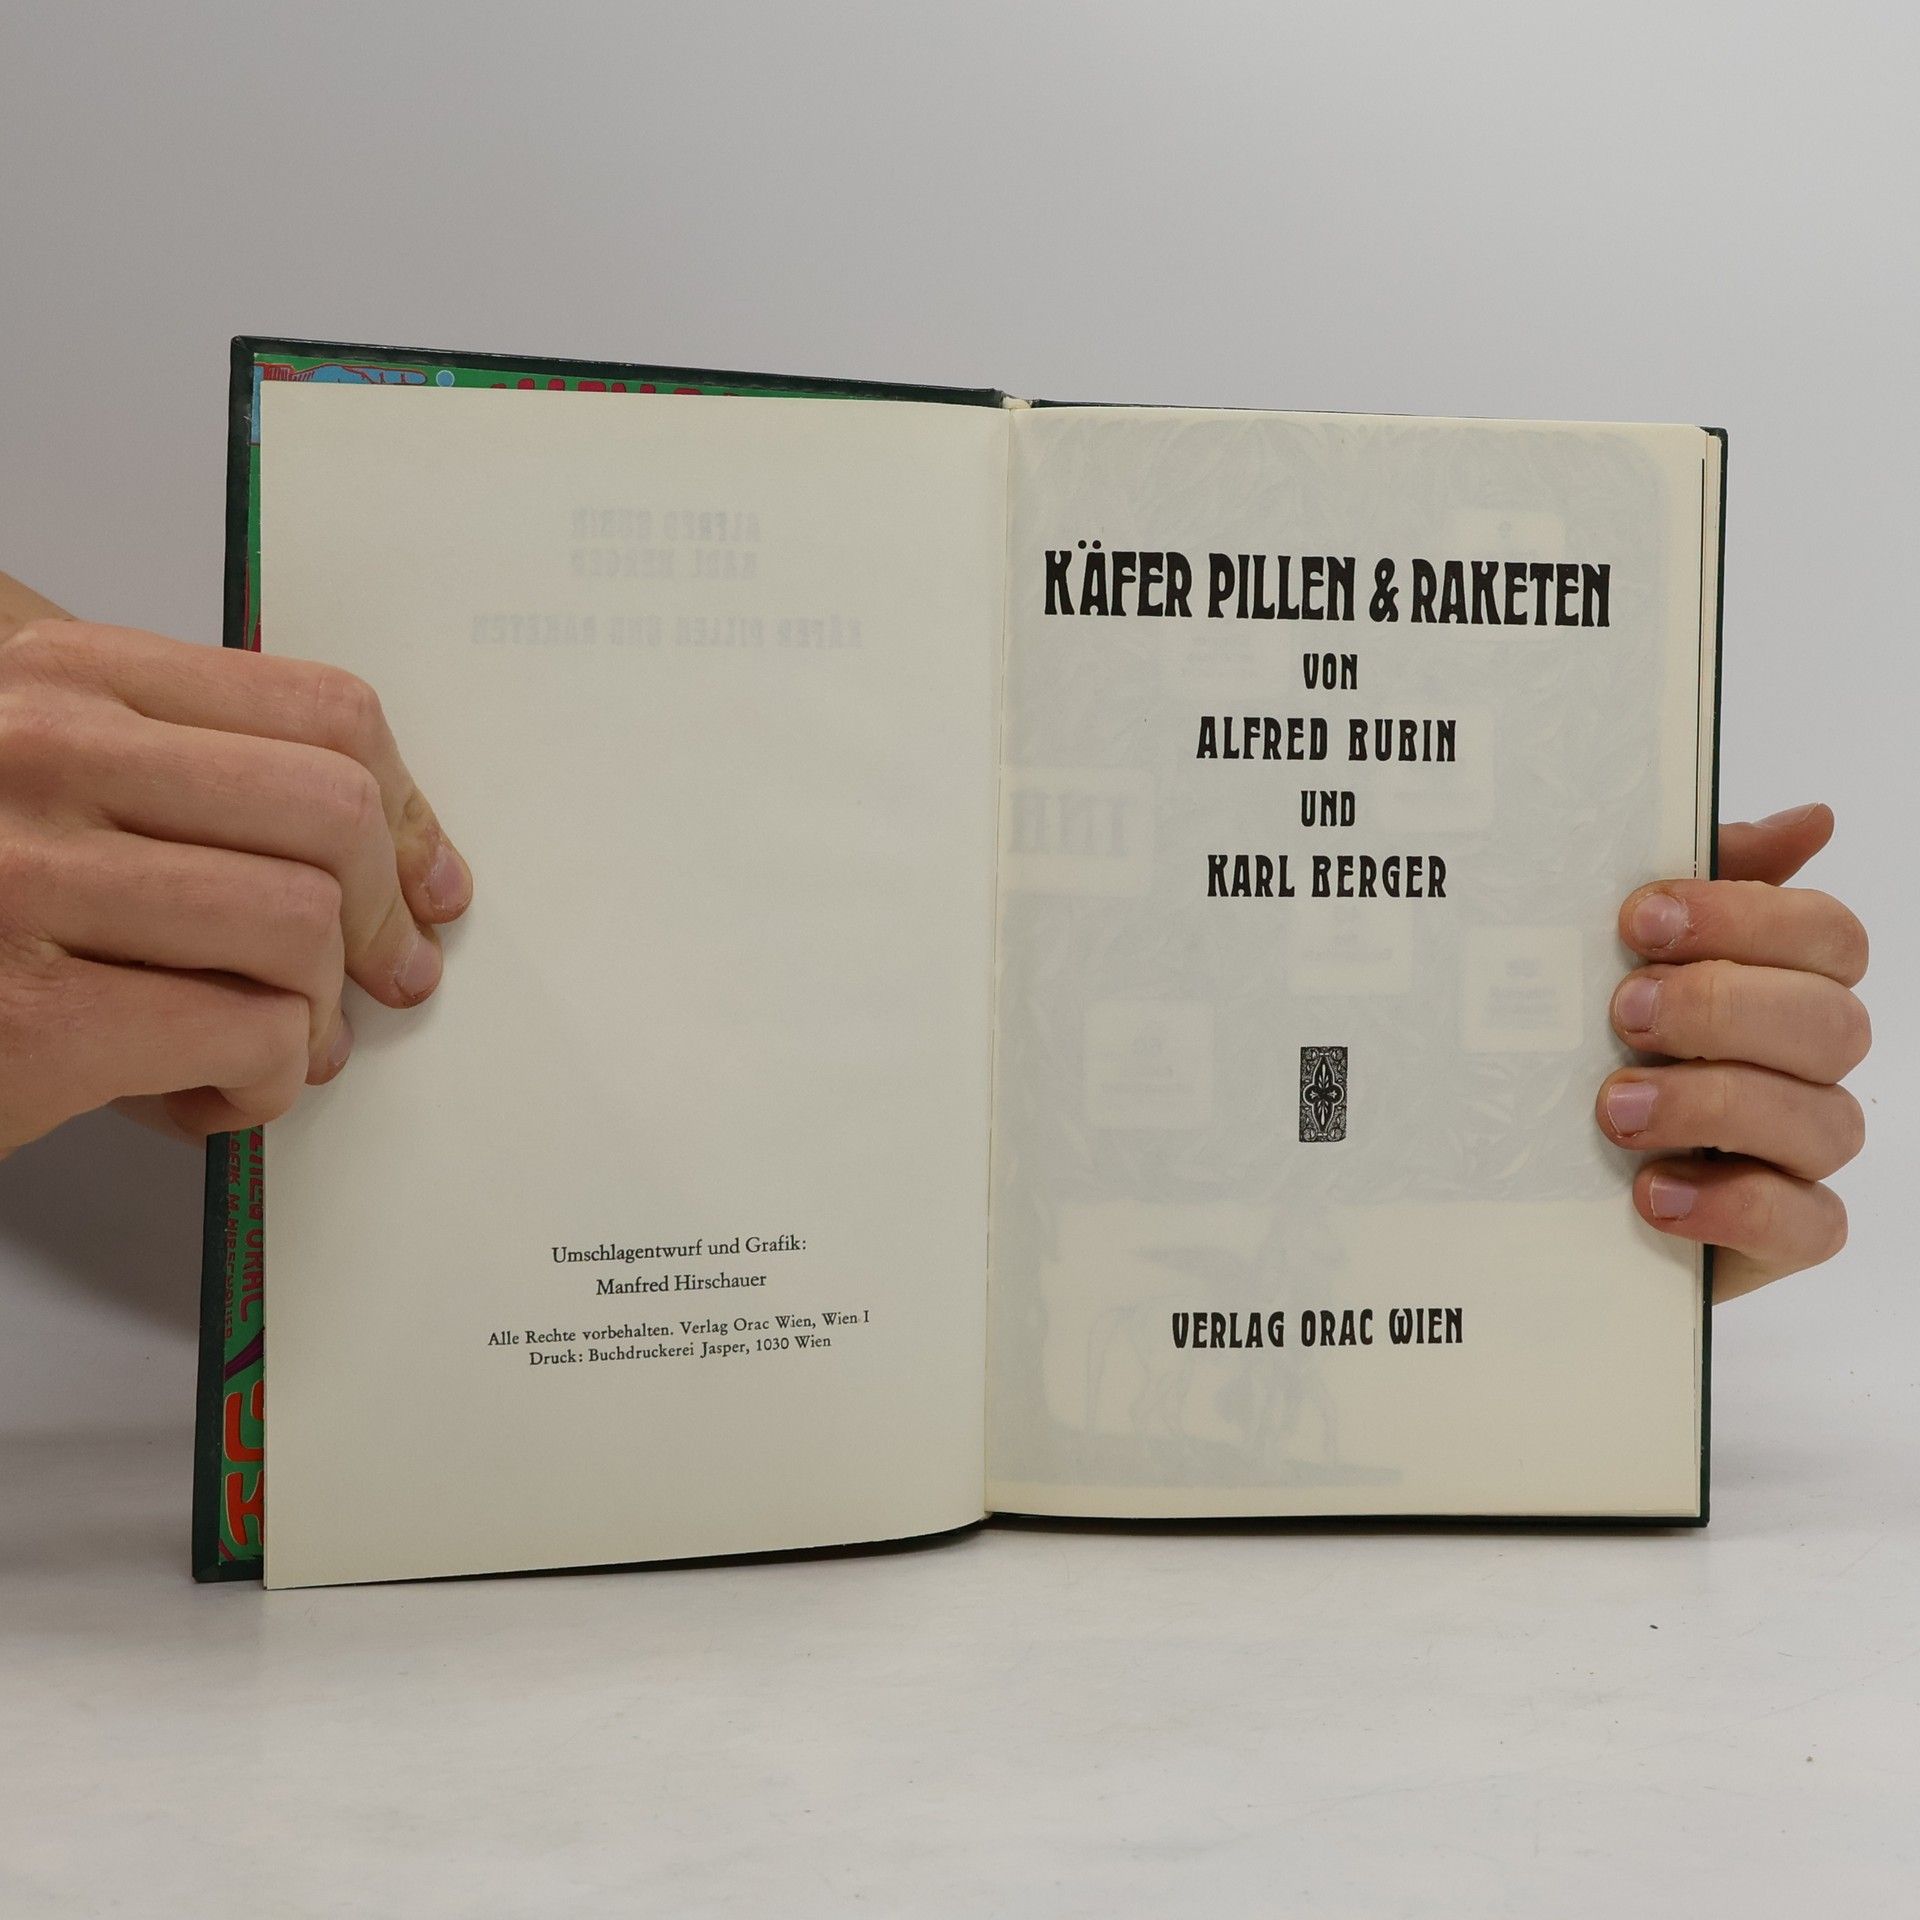 Umschlagentwurf und Grafik:
Manfred Hirschauer
Alle Rechte vorbehalten. Verlag Orac Wien, Wien I
Druck: Buchdruckerei Jasper, 1030 Wien
KÄFER PILLEN & RAKETEN
VON
ALFRED BUBIN
UND
KARL BERGER
VERLAG ORAC WIEN